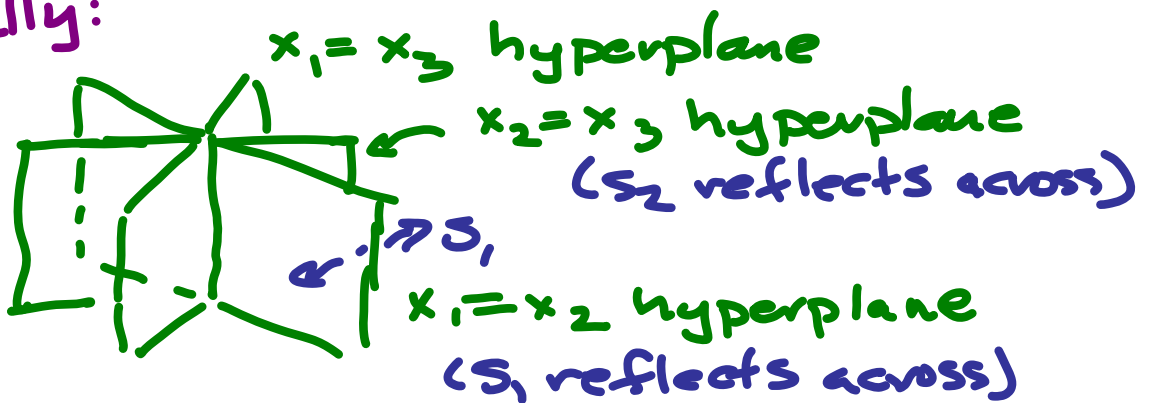 lly:
x₁ = x₃ hyperplane
x₂ = x₃ hyperplane
(s₂ reflects across)
s₁
x₁ = x₂ hyperplane
(s₁ reflects across)